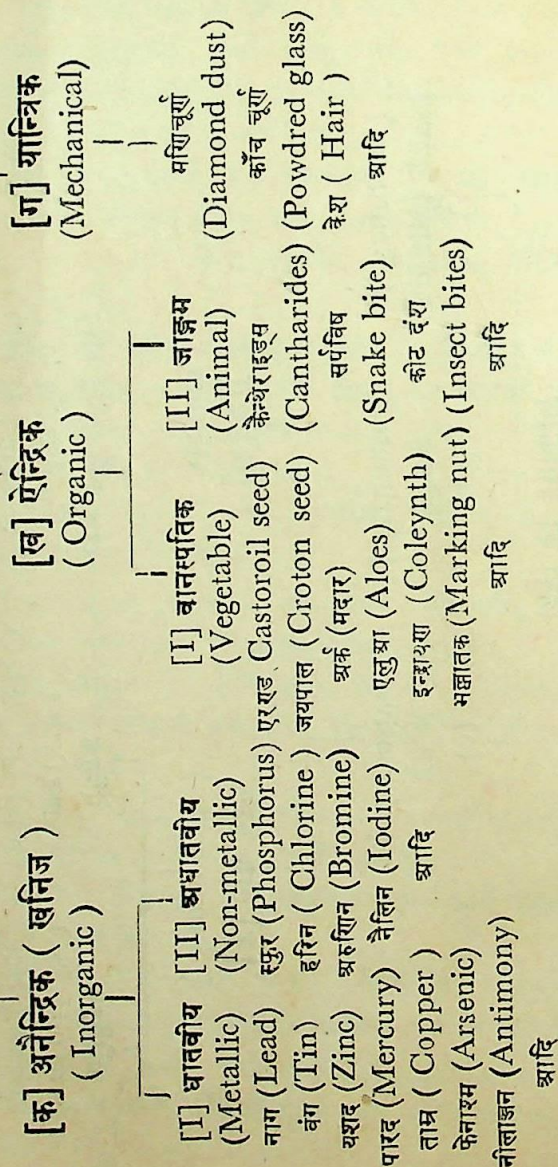 [क] अनैन्द्रिक ( खनिज )
( Inorganic )
[I] धातवीय
(Metallic)
नाग (Lead)
वंग (Tin)
यशद (Zinc)
पारद (Mercury)
ताम्र ( Copper )
फेनाश्म (Arsenic)
नीलाञ्जन (Antimony)
आदि
[II] अधातवीय
(Non-metallic)
स्फुर (Phosphorus)
हरिन ( Chlorine )
अरुणिन (Bromine)
नैलिन (Iodine)
आदि
[ख] ऐन्द्रिक
( Organic )
[I] वानस्पतिक
(Vegetable)
एरण्ड Castoroil seed)
जयपाल (Croton seed)
अर्क (मदार)
एलुआ (Aloes)
इन्द्रायण (Coleynth)
भल्लातक (Marking nut)
आदि
[II] जाङ्गम
(Animal)
कैन्थेराइड्स
(Cantharides)
सर्पविष
(Snake bite)
कीट दंश
(Insect bites)
आदि
[ग] यान्त्रिक
(Mechanical)
मणिचूर्ण
(Diamond dust)
काँच चूर्ण
(Powdred glass)
केश ( Hair )
आदि